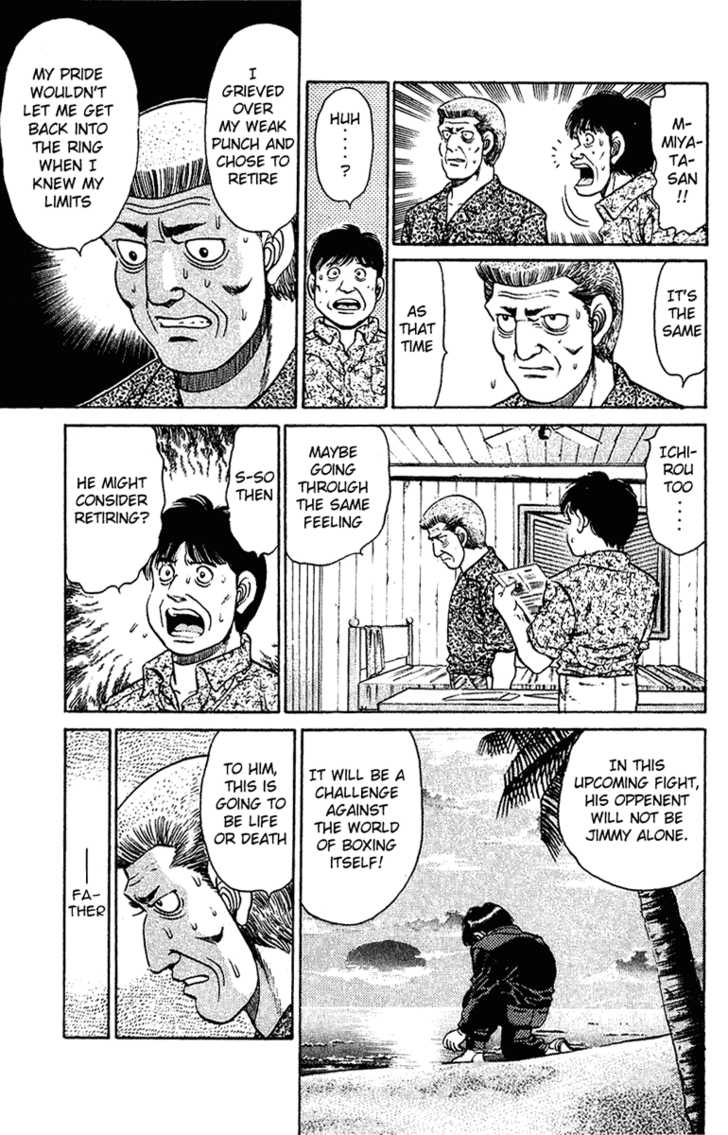 M-
MIYA-
TA-
SAN
!!
IT'S
THE
SAME
AS
THAT
TIME
HUH
....
?
I
GRIEVED
OVER
MY WEAK
PUNCH AND
CHOSE TO
RETIRE
MY PRIDE
WOULDN'T
LET ME GET
BACK INTO
THE RING
WHEN I
KNEW MY
LIMITS
ICHI-
ROU
TOO
....
MAYBE
GOING
THROUGH
THE SAME
FEELING
S-SO
THEN
HE MIGHT
CONSIDER
RETIRING?
IN THIS
UPCOMING FIGHT,
HIS OPPENENT
WILL NOT BE
JIMMY ALONE.
IT WILL BE A
CHALLENGE
AGAINST
THE WORLD
OF BOXING
ITSELF!
TO HIM,
THIS IS
GOING TO
BE LIFE
OR DEATH
—
FA-
THER